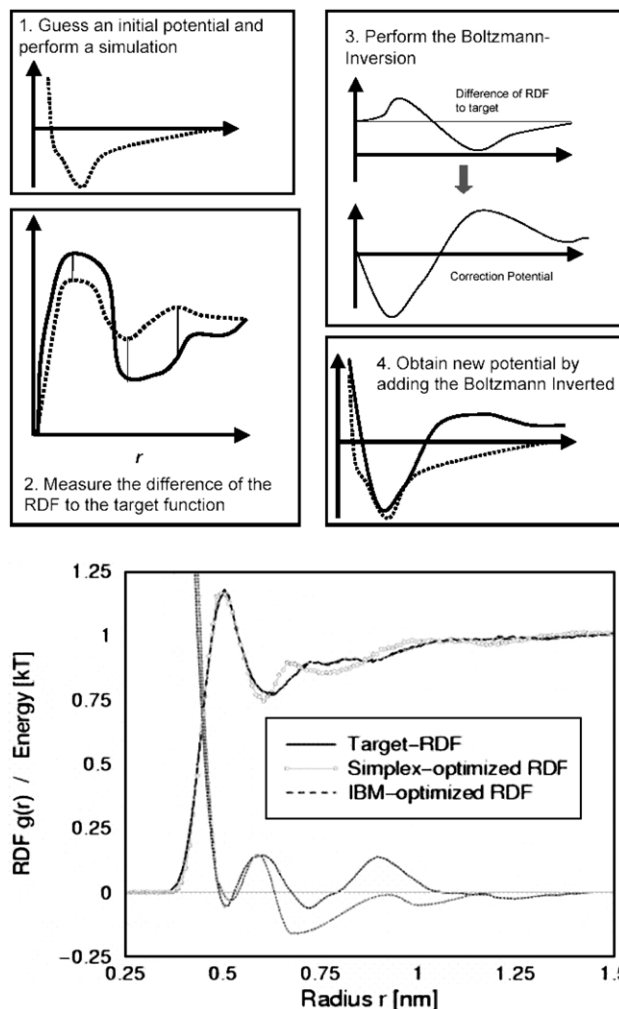 1. Guess an initial potential and
perform a simulation
r
2. Measure the difference of the
RDF to the target function
3. Perform the Boltzmann-
Inversion
Difference of RDF
to target
Correction Potential
4. Obtain new potential by
adding the Boltzmann Inverted
RDF g(r) / Energy [kT]
1.25
1
0.75
0.5
0.25
0
−0.25
Target−RDF
Simplex−optimized RDF
IBM−optimized RDF
0.25
0.5
0.75
1
1.25
1.5
Radius r [nm]